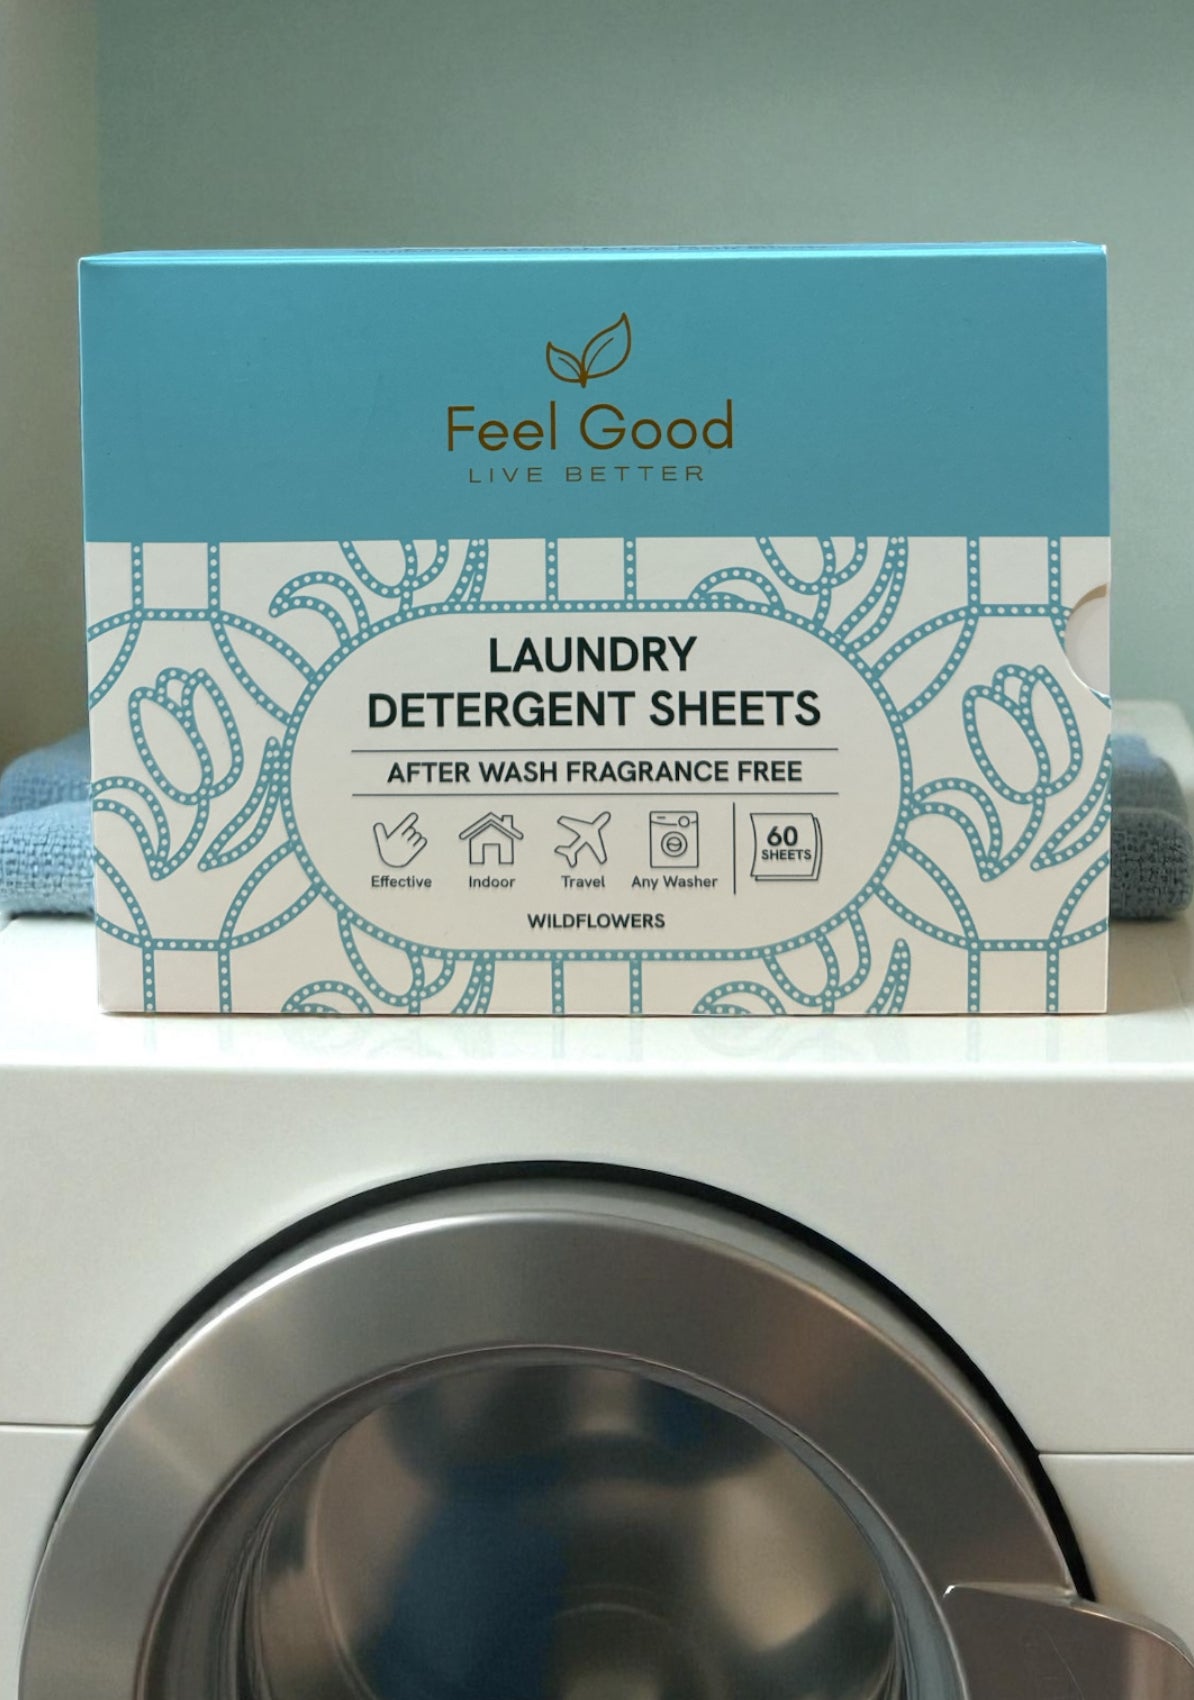 Feel Good
LIVE BETTER
LAUNDRY
DETERGENT SHEETS
AFTER WASH FRAGRANCE FREE
60
SHEETS
Effective Indoor Travel Any Washer
WILDFLOWERS